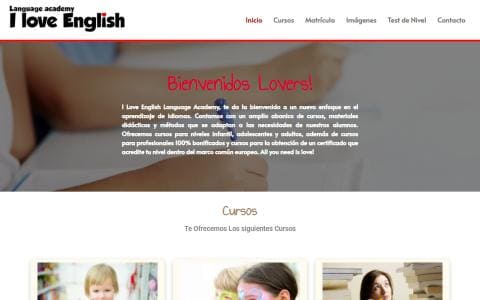 Language academy
I love English
Inicio Cursos Matrícula Imágenes Test de Nivel Contacto
Bienvenidos Lovers!
I Love English Language Academy, te da la bienvenida a un nuevo enfoque en el
aprendizaje de idiomas. Contamos con un amplio abanico de cursos, materiales
didácticos y métodos que se adaptan a las necesidades de nuestros alumnos.
Ofrecemos cursos para niveles infantil, adolescentes y adultos, además de cursos
para profesionales 100% bonificados y cursos para la obtención de un certificado que
acredite tu nivel dentro del marco común europeo. All you need is love!
Cursos
Te Ofrecemos Los siguientes Cursos